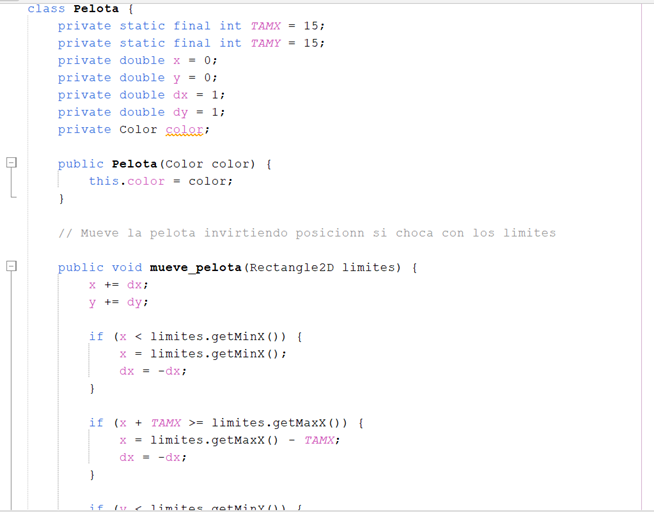 class Pelota {
private static final int TAMX = 15;
private static final int TAMY = 15;
private double x = 0;
private double y = 0;
private double dx = 1;
private double dy = 1;
private Color color;
public Pelota(Color color) {
this.color = color;
}
// Mueve la pelota invirtiendo posicionn si choca con los limites
public void mueve_pelota(Rectangle2D limites) {
x += dx;
y += dy;
if (x < limites.getMinX()) {
x = limites.getMinX();
dx = -dx;
}
if (x + TAMX >= limites.getMaxX()) {
x = limites.getMaxX() - TAMX;
dx = -dx;
}
if (y < limites.getMinY()) {